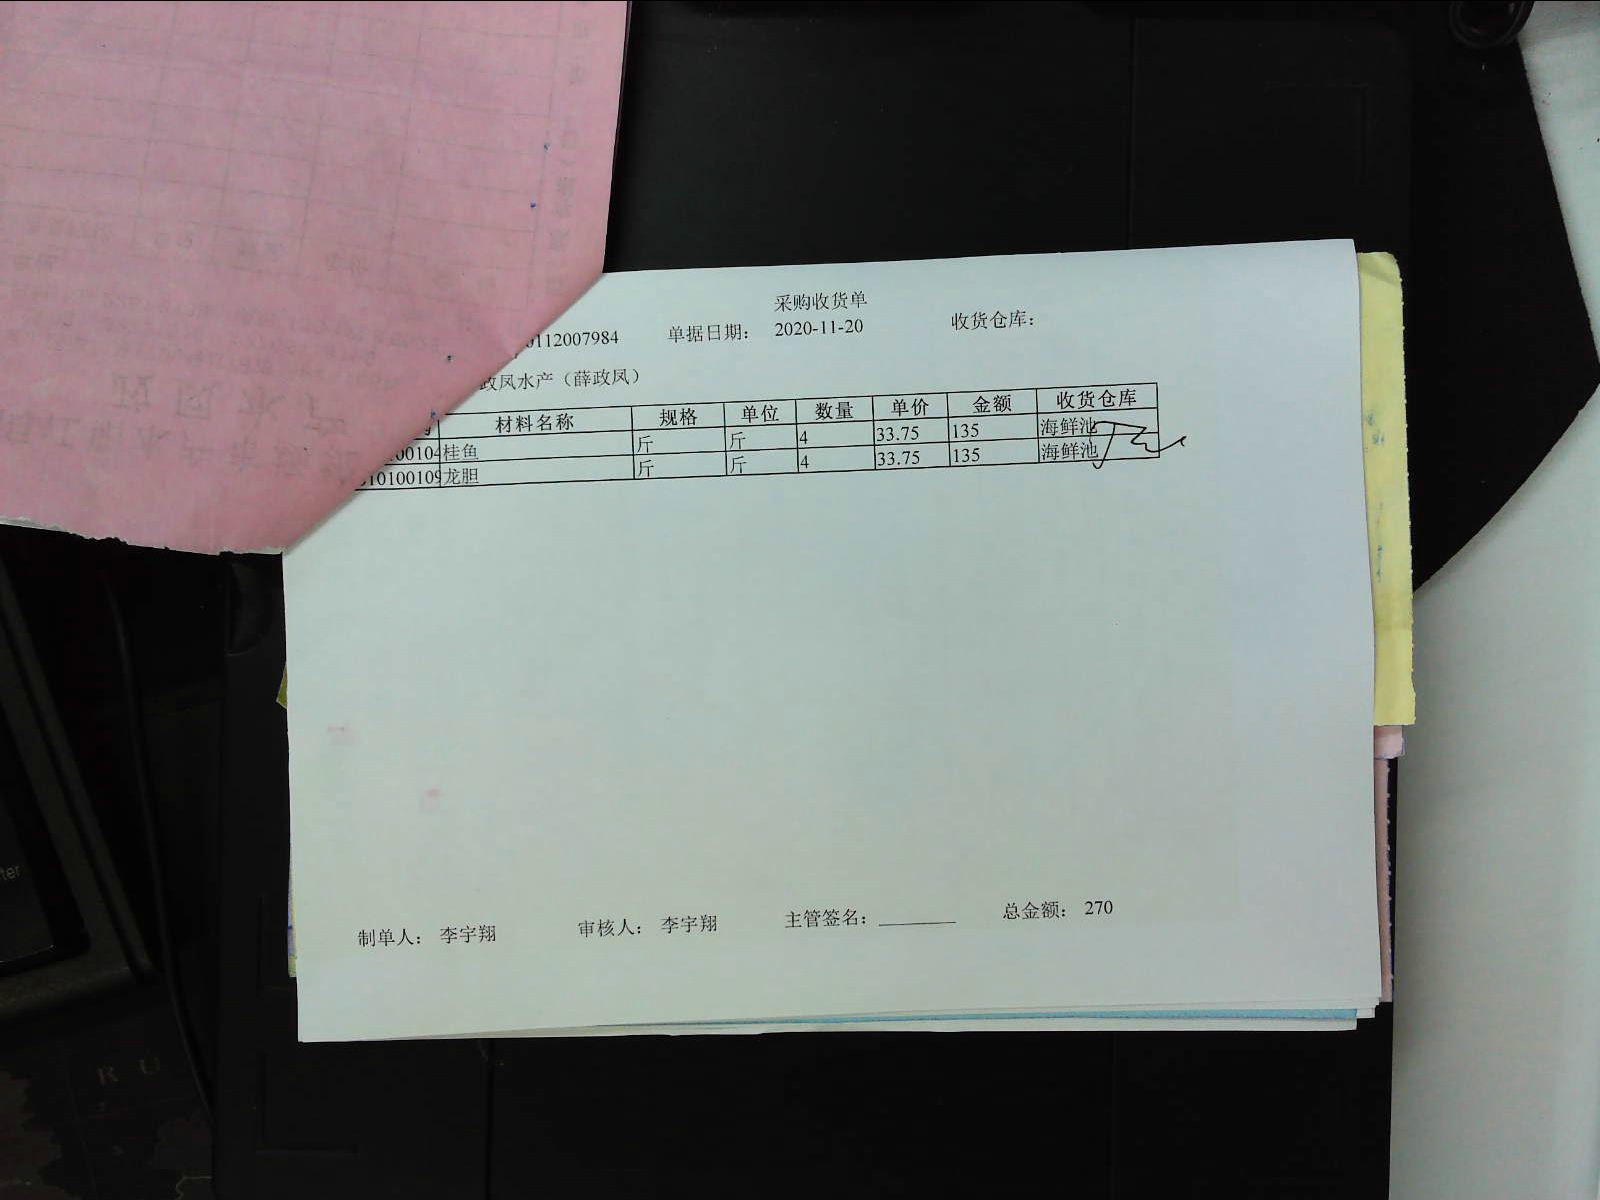 采购收货单
0112007984 单据日期： 2020-11-20 收货仓库：
政凤水产（薛政凤）
材料名称 规格 单位 数量 单价 金额 收货仓库
00104 桂鱼 斤 斤 4 33.75 135 海鲜池
10100109 龙胆 斤 斤 4 33.75 135 海鲜池
制单人： 李宇翔 审核人： 李宇翔 主管签名：________ 总金额： 270
ter
R U